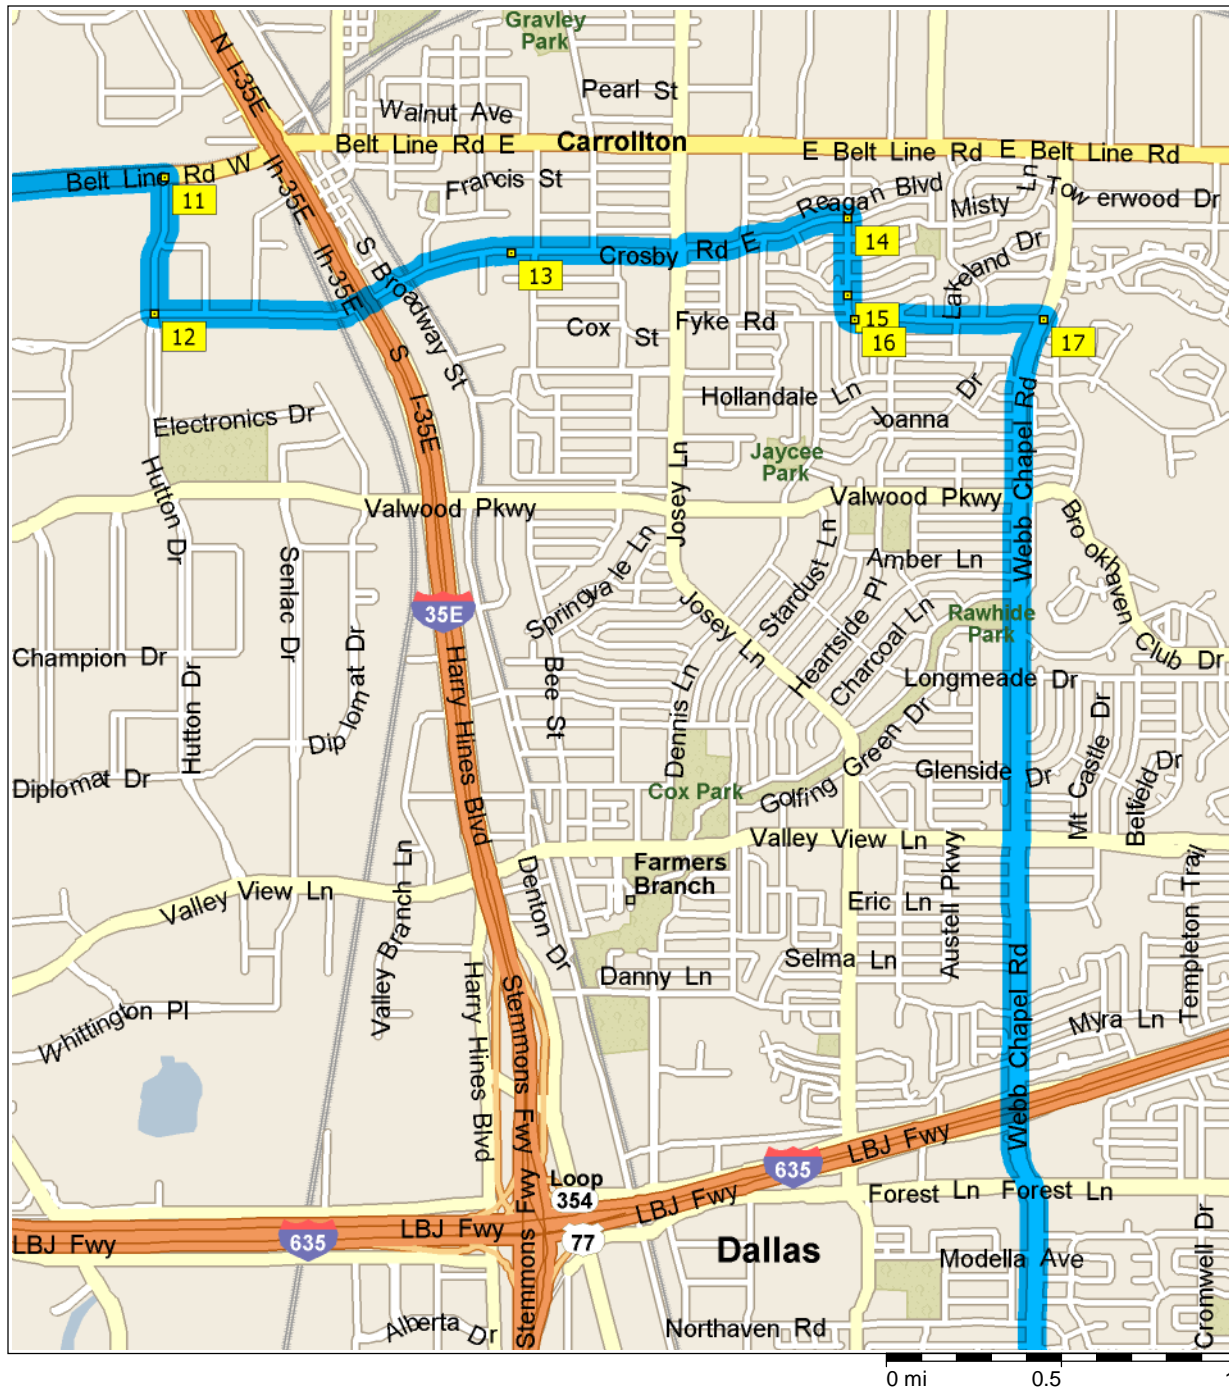 Gravley
Park
N I-35E
Pearl St
Walnut Ave
Belt Line Rd E
Carrollton
E Belt Line Rd
E Belt Line Rd
Belt Line Rd W
Ih-35E
Francis St
Reagan Blvd
Misty Ln
Towerwood Dr
11
S Broadway St
Crosby Rd E
14
Lakeland Dr
Ih-35E
13
12
Cox St
Fyke Rd
15
16
17
S I-35E
Hollandale Ln
Joanna Dr
Webb Chapel Rd
Electronics Dr
Jaycee
Park
Hutton Dr
Josey Ln
Valwood Pkwy
Valwood Pkwy
Brookhaven Club Dr
Senlac Dr
Springvale Ln
Stardust Ln
Amber Ln
35E
Josey Ln
Heartside Pl
Charcoal Ln
Rawhide
Park
Champion Dr
Hutton Dr
Diplomat Dr
Harry Hines Blvd
Bee St
Dennis Ln
Longmeade Dr
Mt Castle Dr
Belfield Dr
Diplomat Dr
Cox Park
Golfing Green Dr
Glenside Dr
Valley View Ln
Farmers
Branch
Valley View Ln
Valley Branch Ln
Denton Dr
Eric Ln
Austell Pkwy
Templeton Trail
Danny Ln
Selma Ln
Webb Chapel Rd
Whittington Pl
Harry Hines Blvd
Stemmons Fwy
Myra Ln
LBJ Fwy
635
Loop
354
LBJ Fwy
Forest Ln
Forest Ln
LBJ Fwy
635
LBJ Fwy
77
Stemmons Fwy
Dallas
Modella Ave
Cromwell Dr
Alberta Dr
Northaven Rd
0 mi
0.5